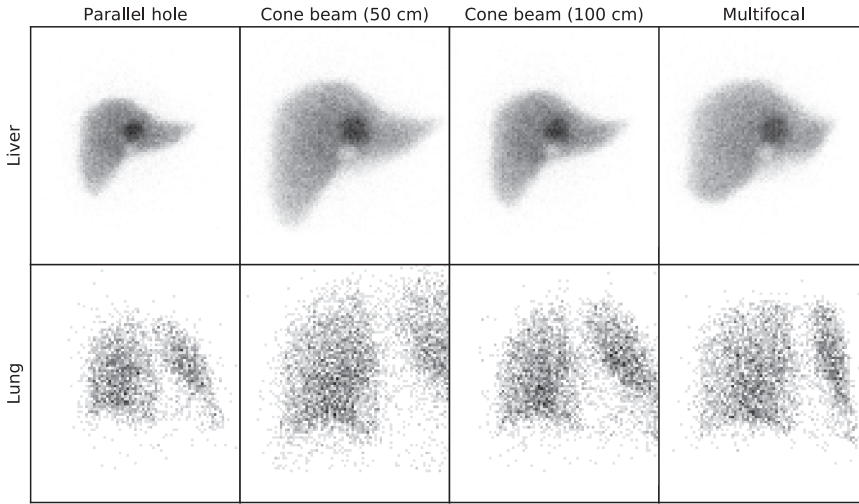 Parallel hole
Cone beam (50 cm)
Cone beam (100 cm)
Multifocal
Liver
Lung